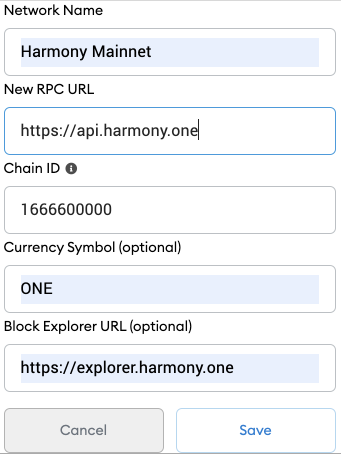 Network Name
Harmony Mainnet
New RPC URL
https://api.harmony.one
Chain ID
1666600000
Currency Symbol (optional)
ONE
Block Explorer URL (optional)
https://explorer.harmony.one
Cancel Save